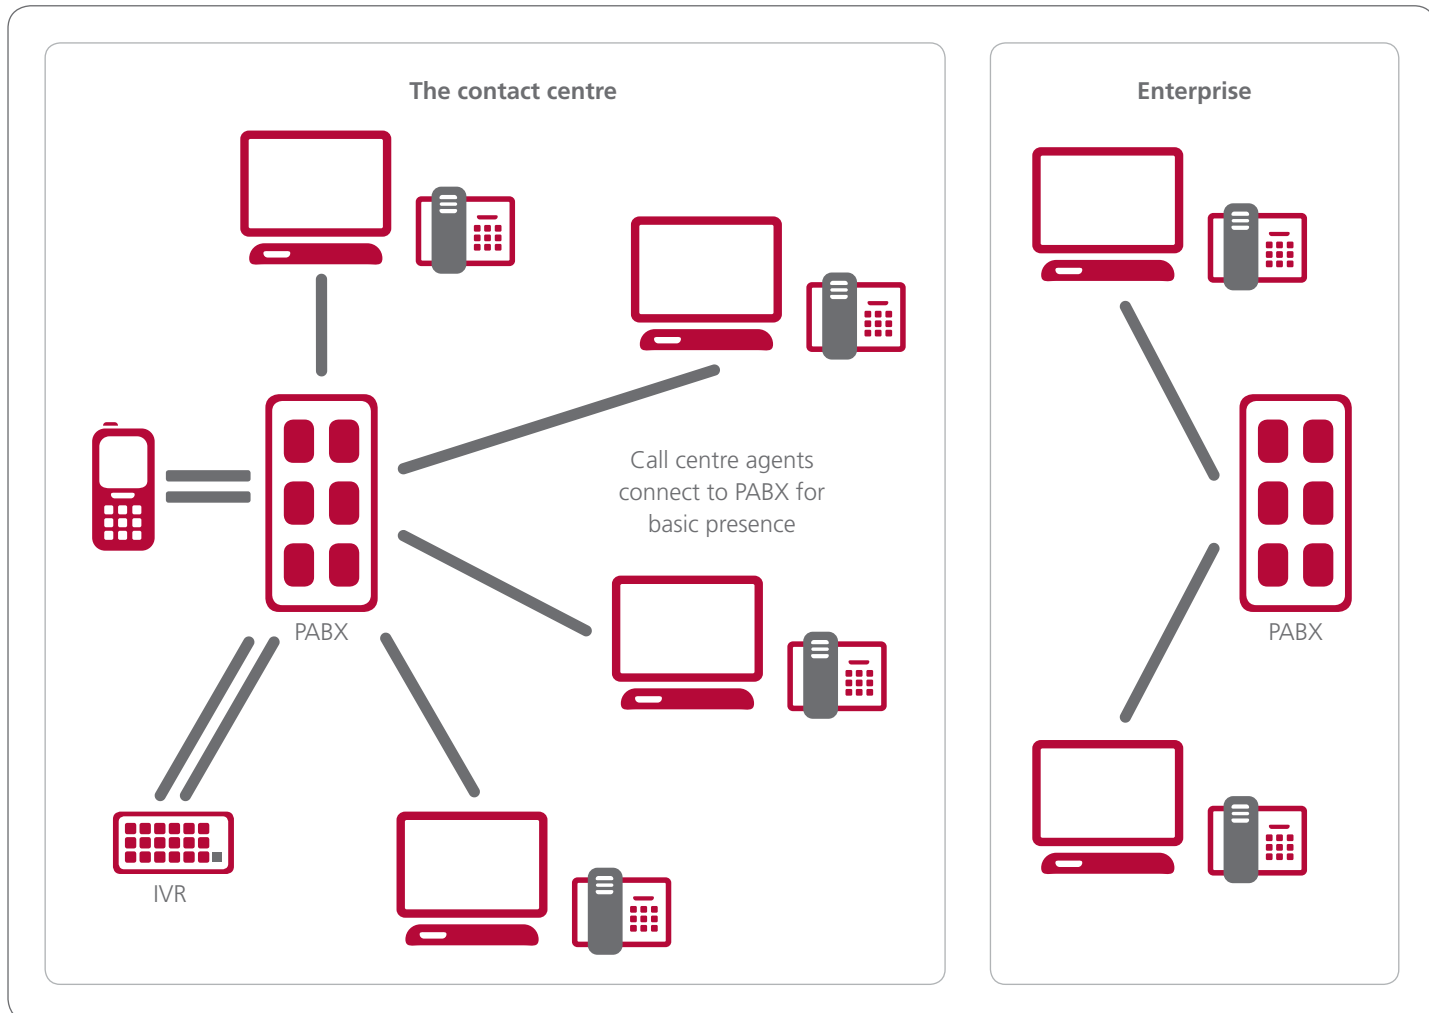 The contact centre
Enterprise
Call centre agents
connect to PABX for
basic presence
PABX
PABX
IVR